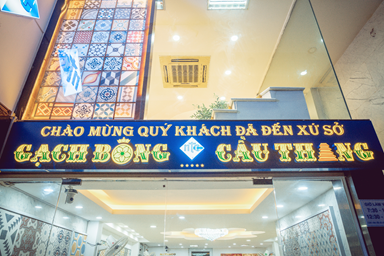 CHÀO MỪNG QUÝ KHÁCH ĐÃ ĐẾN XỨ SỞ
GẠCH BÔNG CẦU THANG